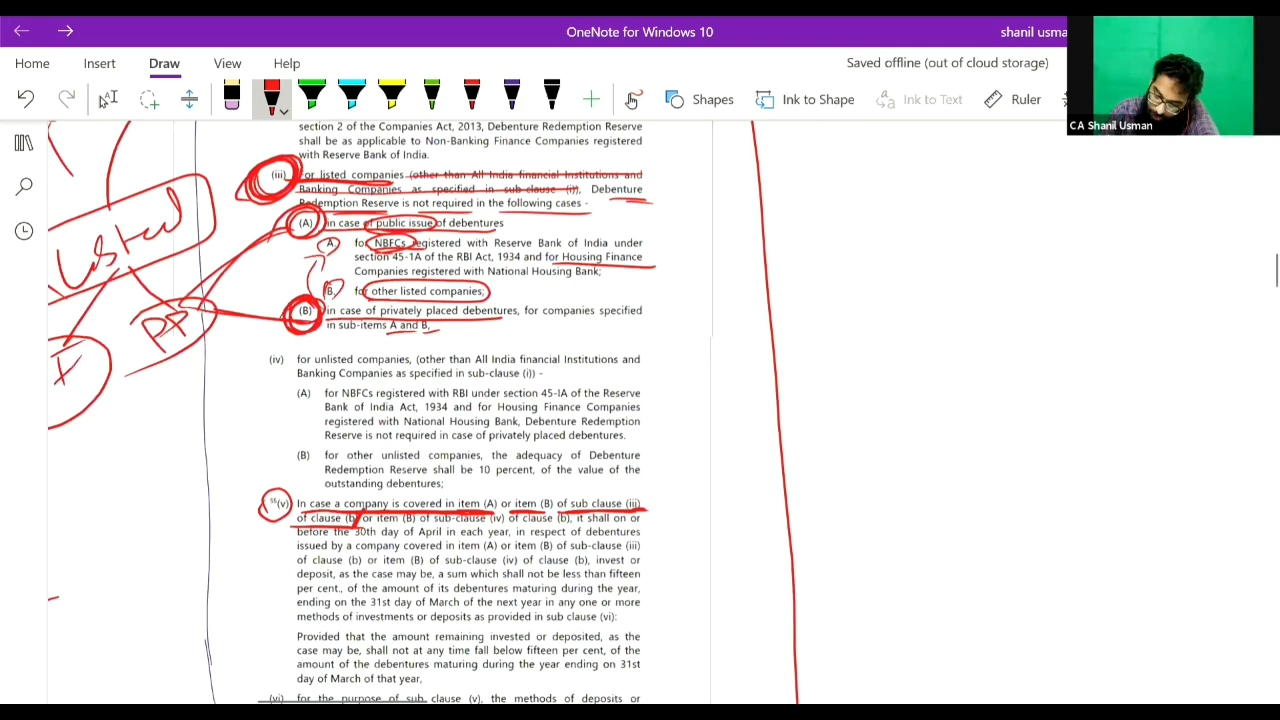 OneNote for Windows 10
shanil usma
Home Insert Draw View Help
Saved offline (out of cloud storage)
Shapes Ink to Shape Ink to Text Ruler
CA Shanil Usman
section 2 of the Companies Act, 2013, Debenture Redemption Reserve
shall be as applicable to Non-Banking Finance Companies registered
with Reserve Bank of India.
(iii) For listed companies (other than All India financial Institutions and
Banking Companies as specified in sub-clause (i)), Debenture
Redemption Reserve is not required in the following cases -
(A) in case of public issue of debentures
A. for NBFCs registered with Reserve Bank of India under
section 45-1A of the RBI Act, 1934 and for Housing Finance
Companies registered with National Housing Bank;
B. for other listed companies;
(B) in case of privately placed debentures, for companies specified
in sub-items A and B,
Listed
PP
(iv) for unlisted companies, (other than All India financial Institutions and
Banking Companies as specified in sub-clause (i)) -
(A) for NBFCs registered with RBI under section 45-IA of the Reserve
Bank of India Act, 1934 and for Housing Finance Companies
registered with National Housing Bank, Debenture Redemption
Reserve is not required in case of privately placed debentures.
(B) for other unlisted companies, the adequacy of Debenture
Redemption Reserve shall be 10 percent, of the value of the
outstanding debentures;
(v) In case a company is covered in item (A) or item (B) of sub clause (iii)
of clause (b) or item (B) of sub-clause (iv) of clause (b), it shall on or
before the 30th day of April in each year, in respect of debentures
issued by a company covered in item (A) or item (B) of sub-clause (iii)
of clause (b) or item (B) of sub-clause (iv) of clause (b), invest or
deposit, as the case may be, a sum which shall not be less than fifteen
per cent., of the amount of its debentures maturing during the year,
ending on the 31st day of March of the next year in any one or more
methods of investments or deposits as provided in sub clause (vi):
Provided that the amount remaining invested or deposited, as the
case may be, shall not at any time fall below fifteen per cent, of the
amount of the debentures maturing during the year ending on 31st
day of March of that year,
(vi) for the purpose of sub clause (v), the methods of deposits or